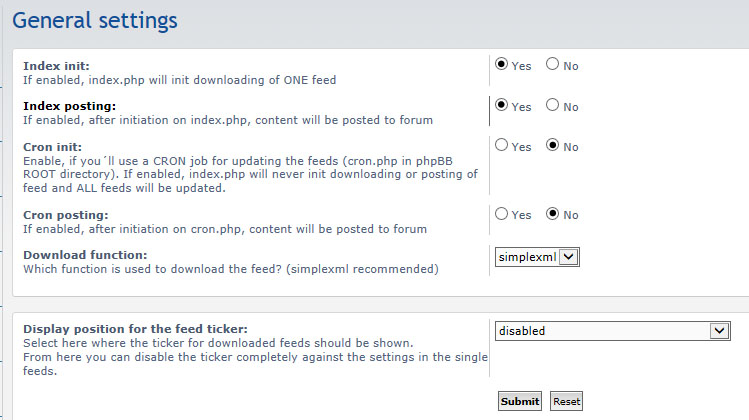 General settings
Index init:
Yes No
If enabled, index.php will init downloading of ONE feed
Index posting:
Yes No
If enabled, after initiation on index.php, content will be posted to forum
Cron init:
Yes No
Enable, if you´ll use a CRON job for updating the feeds (cron.php in phpBB
ROOT directory). If enabled, index.php will never init downloading or posting of
feed and ALL feeds will be updated.
Cron posting:
Yes No
If enabled, after initiation on cron.php, content will be posted to forum
Download function:
simplexml
Which function is used to download the feed? (simplexml recommended)
Display position for the feed ticker:
disabled
Select here where the ticker for downloaded feeds should be shown.
From here you can disable the ticker completely against the settings in the single
feeds.
Submit Reset